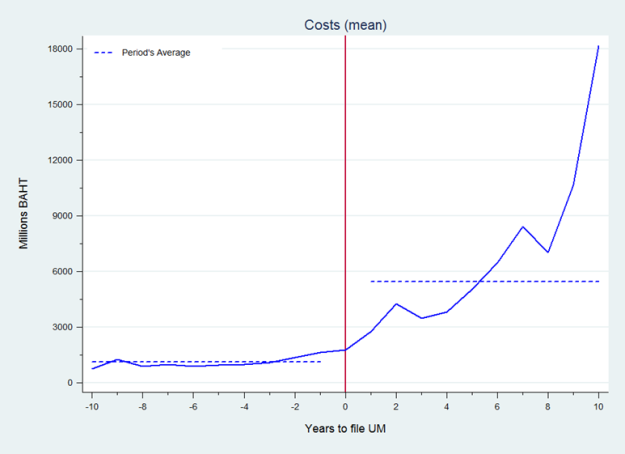 Costs (mean)
Period's Average
18000
15000
12000
9000
6000
3000
0
Millions BAHT
-10 -8 -6 -4 -2 0 2 4 6 8 10
Years to file UM